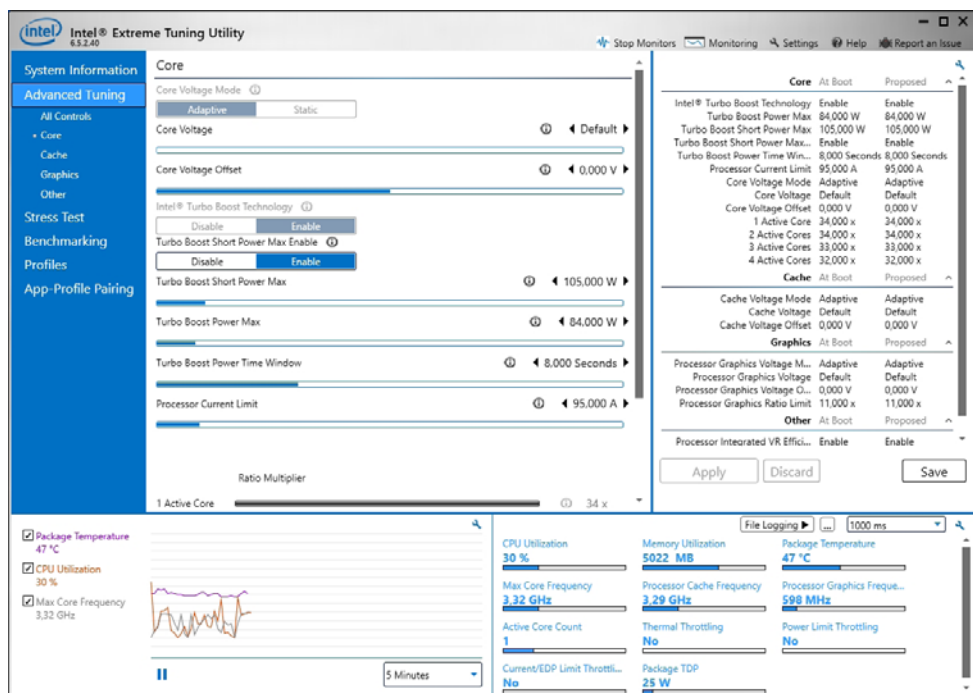 intel
Intel® Extreme Tuning Utility
6.5.2.40
Stop Monitors Monitoring Settings Help Report an Issue
System Information
Advanced Tuning
All Controls
• Core
Cache
Graphics
Other
Stress Test
Benchmarking
Profiles
App-Profile Pairing
Core
Core Voltage Mode
Adaptive Static
Core Voltage Default
Core Voltage Offset 0,000 V
Intel® Turbo Boost Technology
Disable Enable
Turbo Boost Short Power Max Enable
Disable Enable
Turbo Boost Short Power Max 105,000 W
Turbo Boost Power Max 84,000 W
Turbo Boost Power Time Window 8,000 Seconds
Processor Current Limit 95,000 A
Ratio Multiplier
1 Active Core 34 x
Core At Boot Proposed
Intel® Turbo Boost Technology Enable Enable
Turbo Boost Power Max 84,000 W 84,000 W
Turbo Boost Short Power Max 105,000 W 105,000 W
Turbo Boost Short Power Max... Enable Enable
Turbo Boost Power Time Win... 8,000 Seconds 8,000 Seconds
Processor Current Limit 95,000 A 95,000 A
Core Voltage Mode Adaptive Adaptive
Core Voltage Default Default
Core Voltage Offset 0,000 V 0,000 V
1 Active Core 34,000 x 34,000 x
2 Active Cores 34,000 x 34,000 x
3 Active Cores 33,000 x 33,000 x
4 Active Cores 32,000 x 32,000 x
Cache At Boot Proposed
Cache Voltage Mode Adaptive Adaptive
Cache Voltage Default Default
Cache Voltage Offset 0,000 V 0,000 V
Graphics At Boot Proposed
Processor Graphics Voltage M... Adaptive Adaptive
Processor Graphics Voltage Default Default
Processor Graphics Voltage O... 0,000 V 0,000 V
Processor Graphics Ratio Limit 11,000 x 11,000 x
Other At Boot Proposed
Processor Integrated VR Effici... Enable Enable
Apply Discard Save
Package Temperature
47 °C
CPU Utilization
30 %
Max Core Frequency
3,32 GHz
5 Minutes
File Logging ... 1000 ms
CPU Utilization Memory Utilization Package Temperature
30 % 5022 MB 47 °C
Max Core Frequency Processor Cache Frequency Processor Graphics Freque...
3,32 GHz 3,29 GHz 598 MHz
Active Core Count Thermal Throttling Power Limit Throttling
1 No No
Current/EDP Limit Throttli... Package TDP
No 25 W